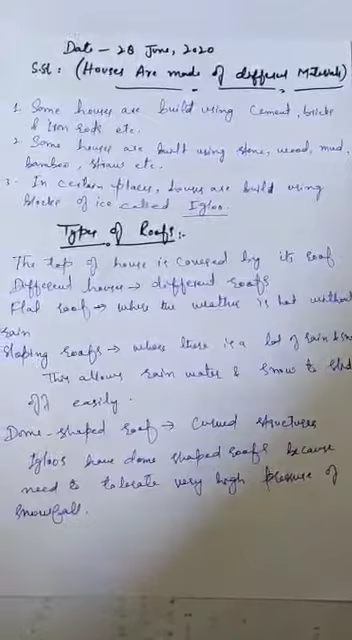 Date - 28 June, 2020
S.St : (Houses Are made of different Materials)
1. Some houses are build using Cement, bricks
& Iron rods etc.
2. Some houses are built using stone, wood, mud,
bamboo, straw etc.
3. In certain places, houses are build using
blocks of ice called Igloo.
Types of Roofs:-
The top of house is covered by its roof
Different houses → different roofs
Flat roof → where the weather is hot without
rain
Sloping roofs → where there is a lot of rain &
This allows rain water & snow to
off easily.
Dome-shaped roof → Curved structures
Igloos have dome shaped roofs because
need to tolerate very high pressure of
Snowfall.